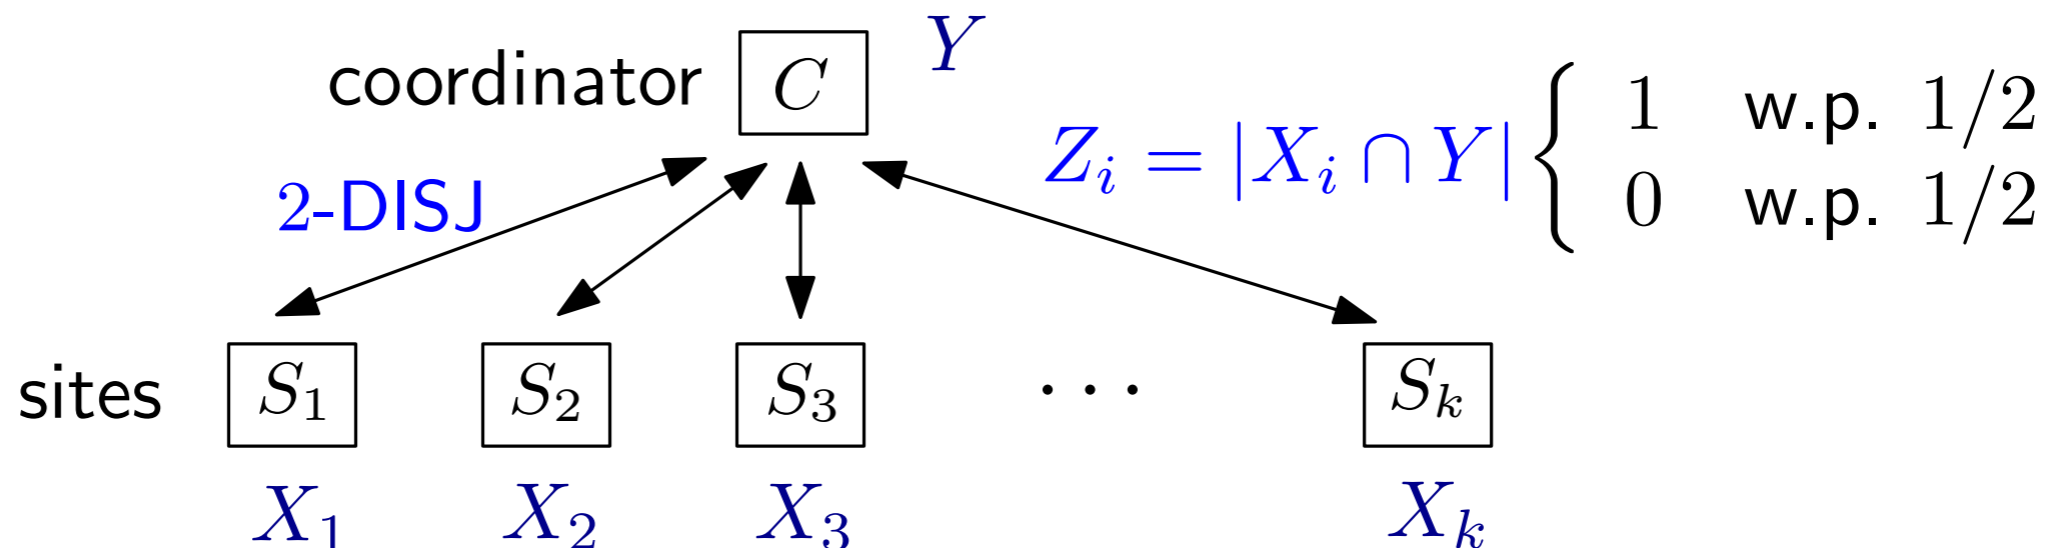 coordinator C Y
Z_i = |X_i ∩ Y| { 1 w.p. 1/2
0 w.p. 1/2
2-DISJ
sites S_1 S_2 S_3 ··· S_k
X_1 X_2 X_3 X_k